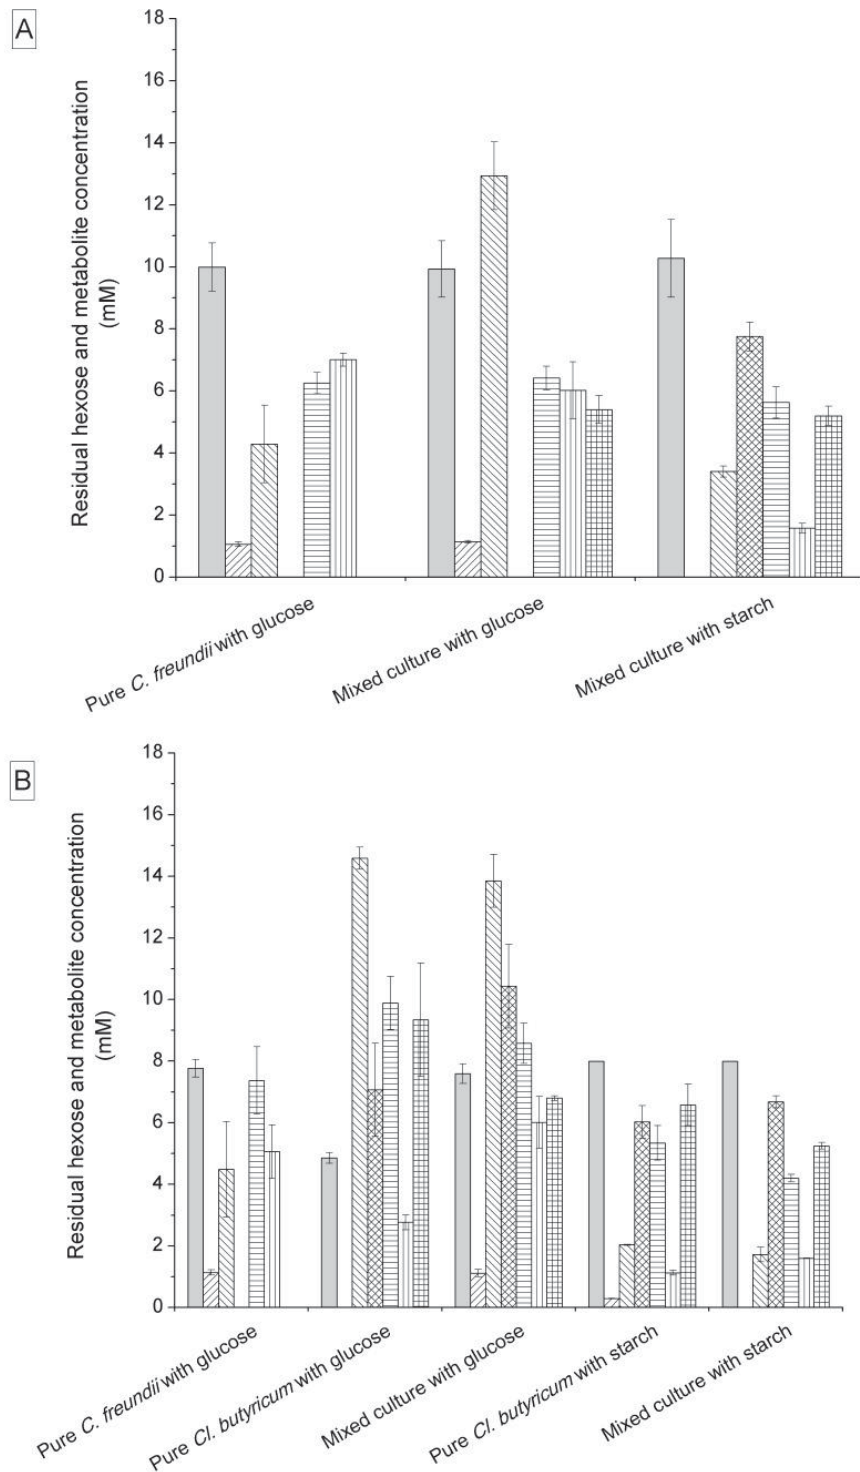 A
Residual hexose and metabolite concentration
(mM)
18
16
14
12
10
8
6
4
2
0
Pure C. freundii with glucose
Mixed culture with glucose
Mixed culture with starch
B
Residual hexose and metabolite concentration
(mM)
18
16
14
12
10
8
6
4
2
0
Pure C. freundii with glucose
Pure Cl. butyricum with glucose
Mixed culture with glucose
Pure Cl. butyricum with starch
Mixed culture with starch